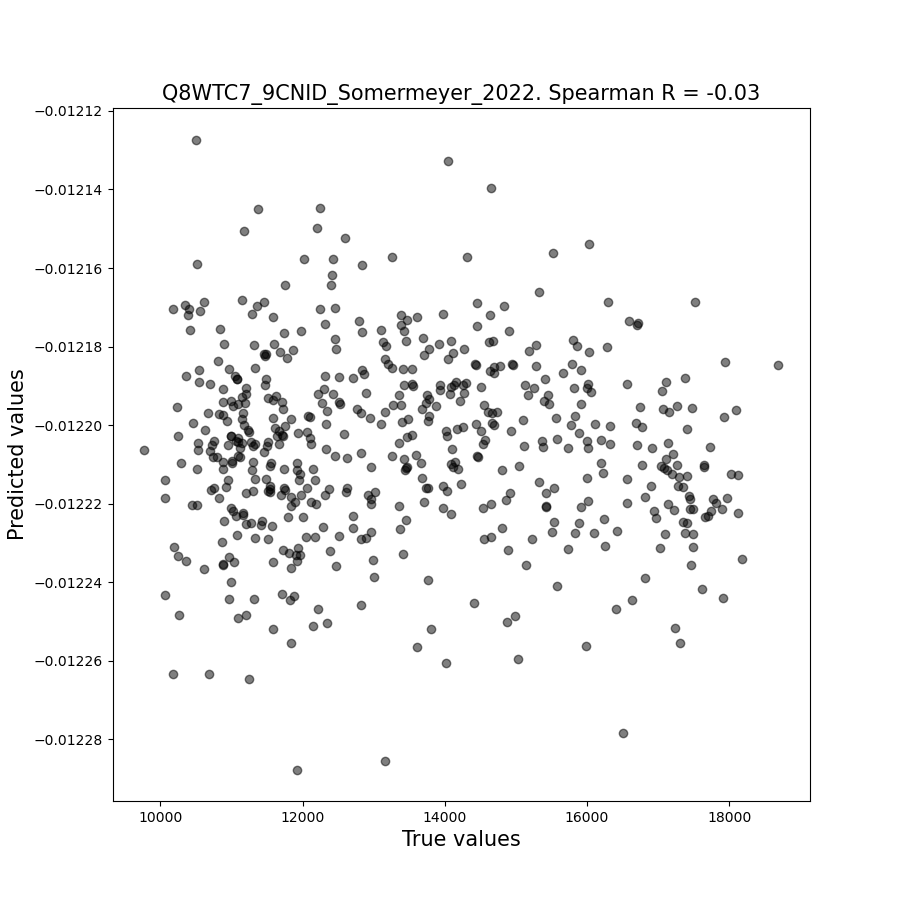 Q8WTC7_9CNID_Somermeyer_2022. Spearman R = -0.03
−0.01212
−0.01214
−0.01216
−0.01218
−0.01220
−0.01222
−0.01224
−0.01226
−0.01228
Predicted values
10000 12000 14000 16000 18000
True values